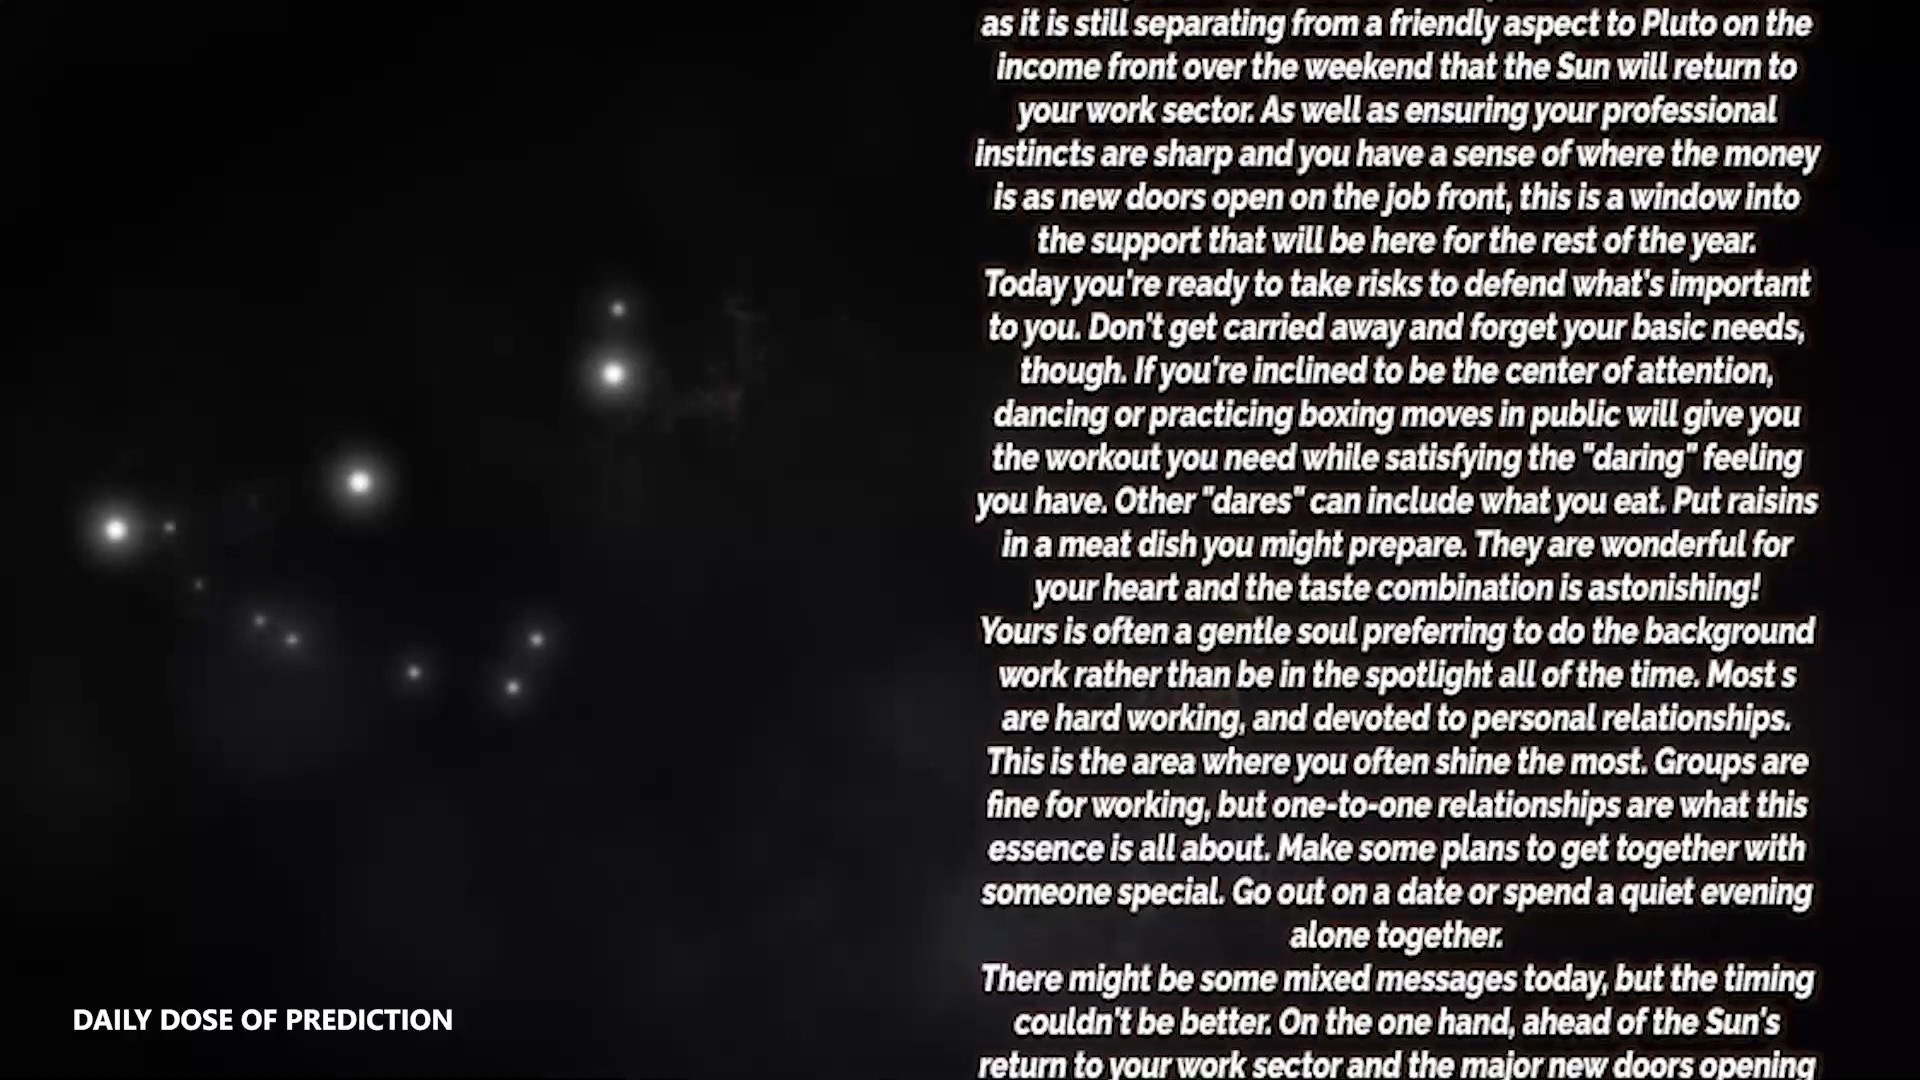 as it is still separating from a friendly aspect to Pluto on the
income front over the weekend that the Sun will return to
your work sector. As well as ensuring your professional
instincts are sharp and you have a sense of where the money
is as new doors open on the job front, this is a window into
the support that will be here for the rest of the year.
Today you're ready to take risks to defend what's important
to you. Don't get carried away and forget your basic needs,
though. If you're inclined to be the center of attention,
dancing or practicing boxing moves in public will give you
the workout you need while satisfying the "daring" feeling
you have. Other "dares" can include what you eat. Put raisins
in a meat dish you might prepare. They are wonderful for
your heart and the taste combination is astonishing!
Yours is often a gentle soul preferring to do the background
work rather than be in the spotlight all of the time. Most s
are hard working, and devoted to personal relationships.
This is the area where you often shine the most. Groups are
fine for working, but one-to-one relationships are what this
essence is all about. Make some plans to get together with
someone special. Go out on a date or spend a quiet evening
alone together.
There might be some mixed messages today, but the timing
couldn't be better. On the one hand, ahead of the Sun's
return to your work sector and the major new doors opening
DAILY DOSE OF PREDICTION